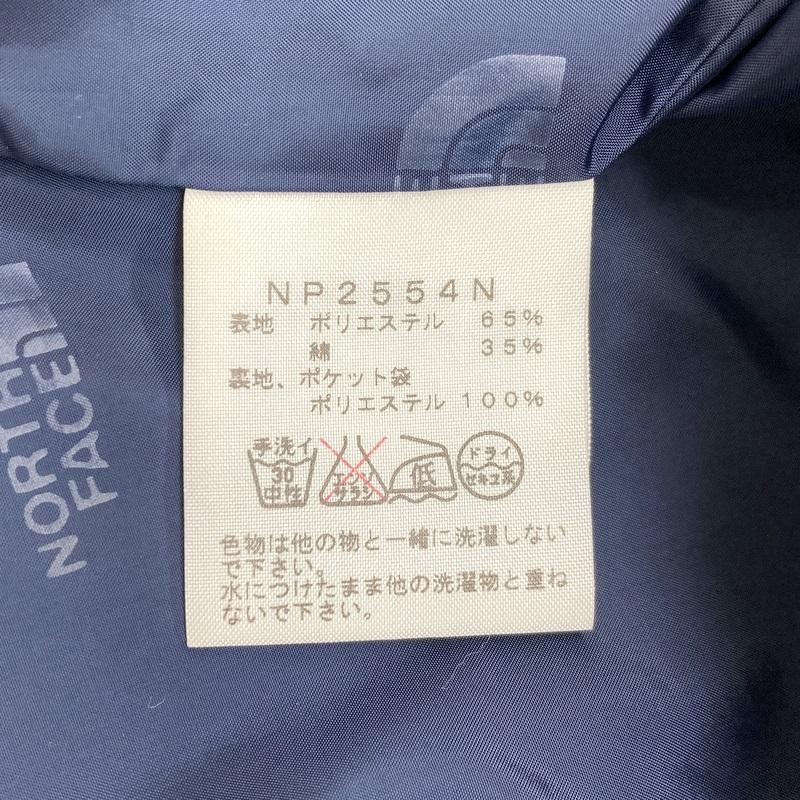 NP2554N
表地 ポリエステル 65%
綿 35%
裏地、ポケット袋
ポリエステル 100%
手洗イ
30
中性
エンソ
サラシ
低
ドライ
セキユ系
色物は他の物と一緒に洗濯しない
で下さい。
水につけたまま他の洗濯物と重ね
ないで下さい。
NORTH
FACE